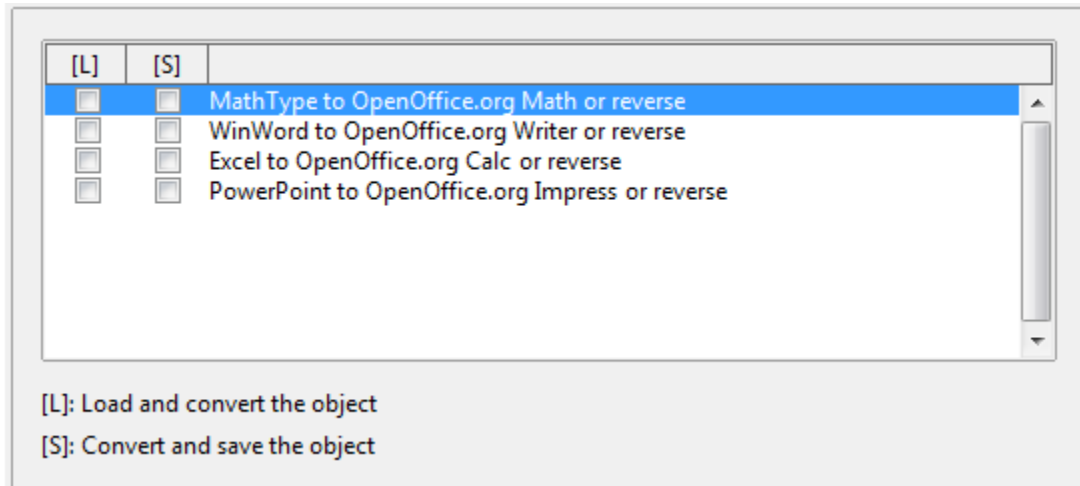 [L] [S]
MathType to OpenOffice.org Math or reverse
WinWord to OpenOffice.org Writer or reverse
Excel to OpenOffice.org Calc or reverse
PowerPoint to OpenOffice.org Impress or reverse
[L]: Load and convert the object
[S]: Convert and save the object